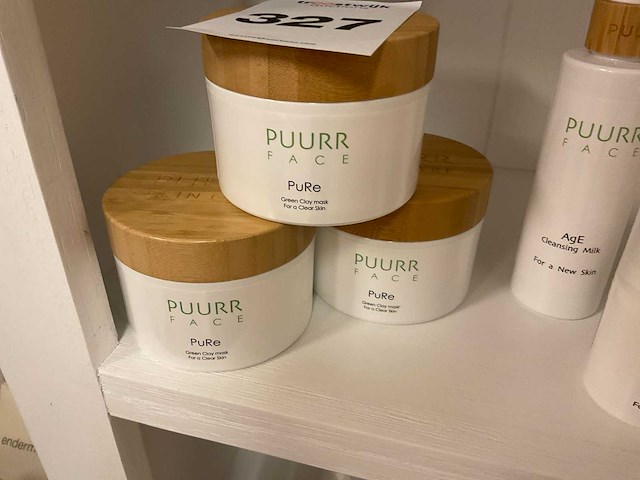 327
PUURR
FACE
PuRe
Green Clay mask
For a Clear Skin
PUURR
FACE
PuRe
Green Clay mask
For a Clear Skin
PUURR
FACE
PuRe
Green Clay mask
For a Clear Skin
PUURR
FACE
AgE
Cleansing Milk
For a New Skin
enderm